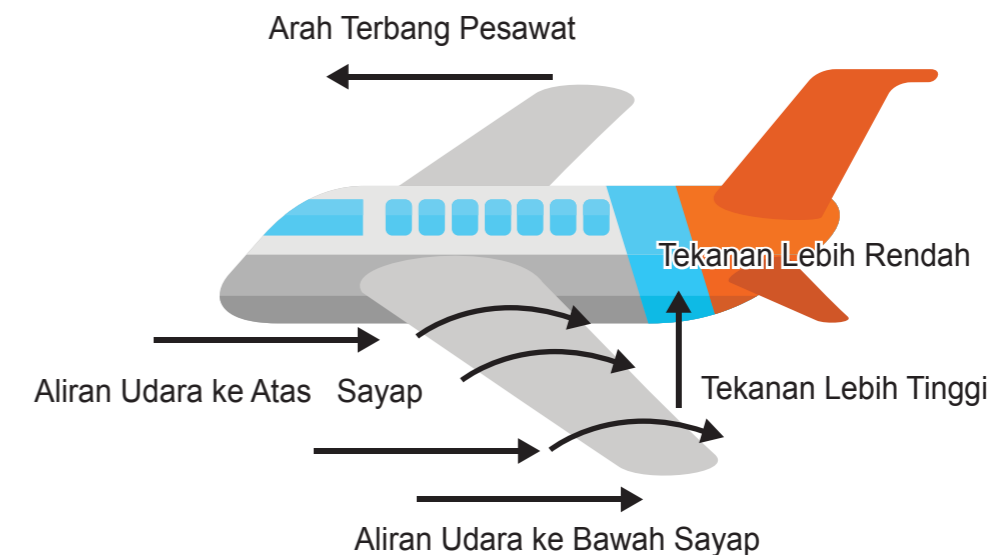 Arah Terbang Pesawat
Tekanan Lebih Rendah
Aliran Udara ke Atas Sayap
Tekanan Lebih Tinggi
Aliran Udara ke Bawah Sayap